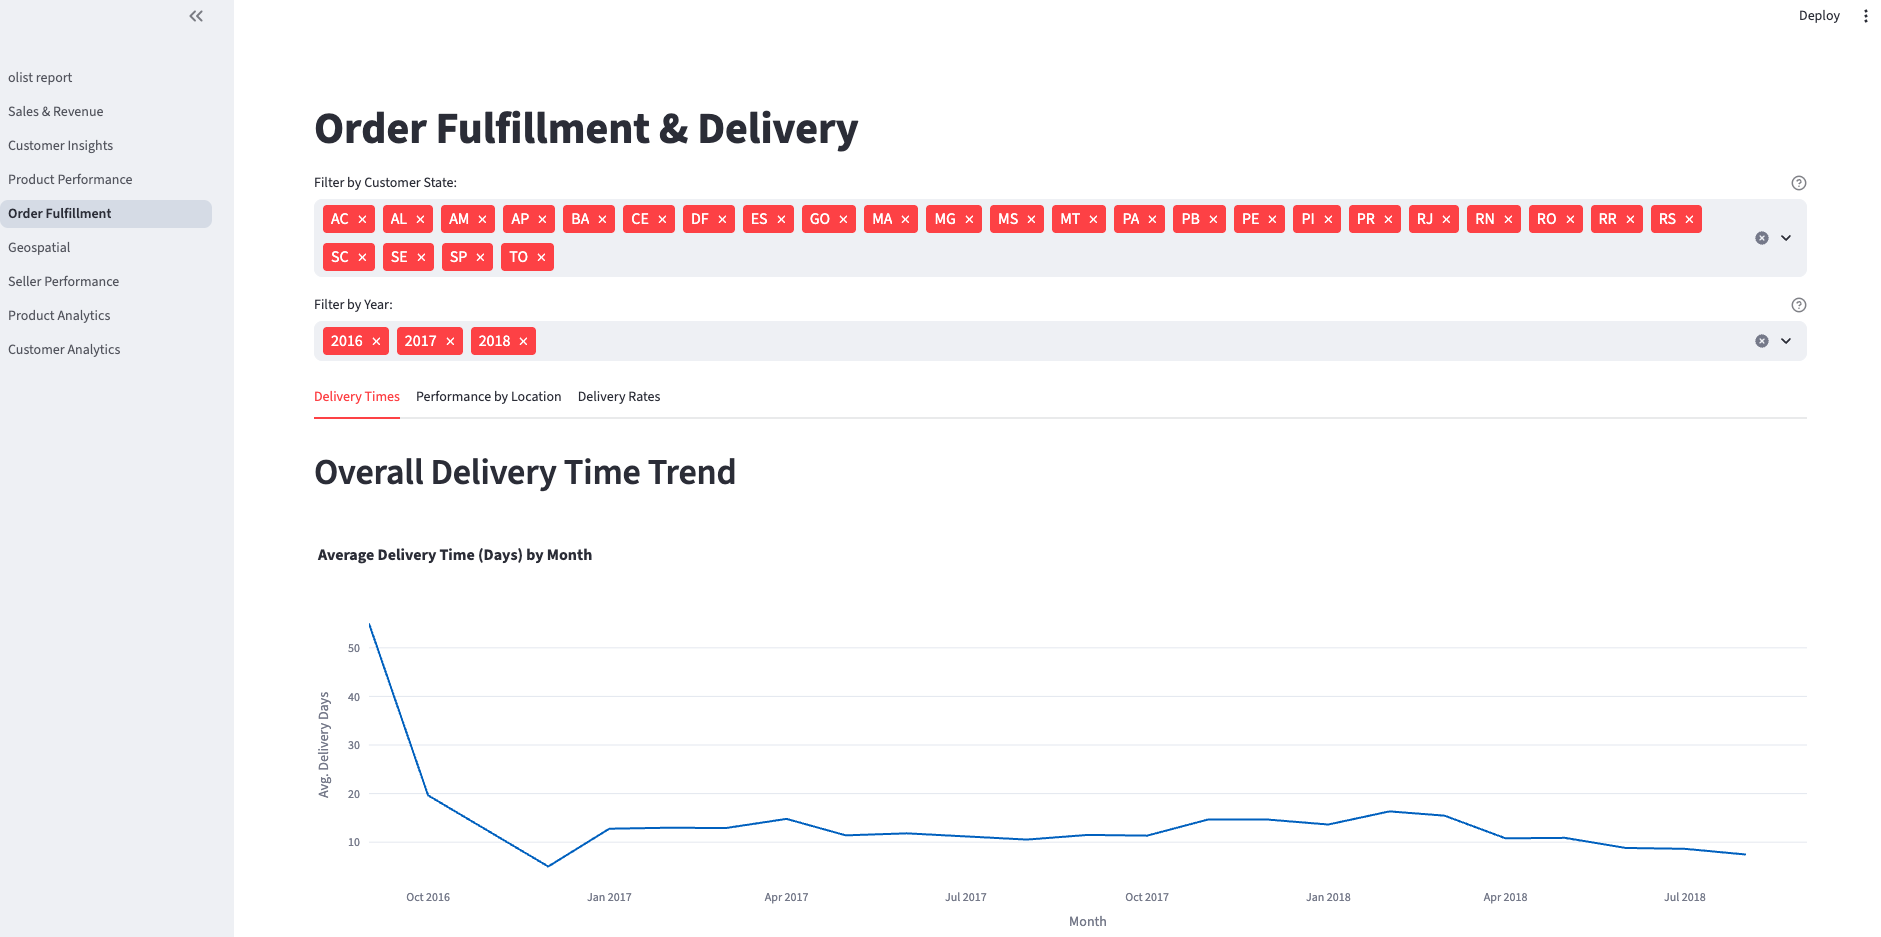 Deploy
olist report
Sales & Revenue
Customer Insights
Product Performance
Order Fulfillment
Geospatial
Seller Performance
Product Analytics
Customer Analytics
Order Fulfillment & Delivery
Filter by Customer State:
AC AL AM AP BA CE DF ES GO MA MG MS MT PA PB PE PI PR RJ RN RO RR RS
SC SE SP TO
Filter by Year:
2016 2017 2018
Delivery Times Performance by Location Delivery Rates
Overall Delivery Time Trend
Average Delivery Time (Days) by Month
Avg. Delivery Days
50
40
30
20
10
Oct 2016 Jan 2017 Apr 2017 Jul 2017 Oct 2017 Jan 2018 Apr 2018 Jul 2018
Month